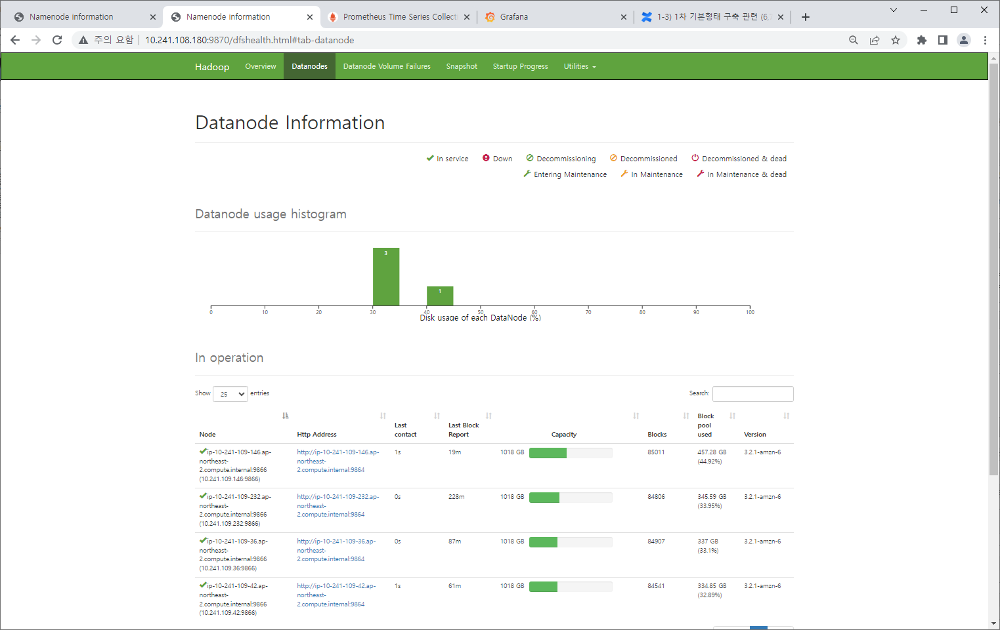 Namenode information
Namenode information
Prometheus Time Series Collecti
Grafana
1-3) 1차 기본형태 구축 관련 (6,7
주의 요함 | 10.241.108.180:9870/dfshealth.html#tab-datanode
Hadoop Overview Datanodes Datanode Volume Failures Snapshot Startup Progress Utilities
Datanode Information
In service Down Decommissioning Decommissioned Decommissioned & dead
Entering Maintenance In Maintenance In Maintenance & dead
Datanode usage histogram
3
1
0 10 20 30 40 50 60 70 80 90 100
Disk usage of each DataNode (%)
In operation
Show 25 entries Search:
Node Http Address Last contact Last Block Report Capacity Blocks Block pool used Version
ip-10-241-109-146.ap- http://ip-10-241-109-146.ap- 1s 19m 1018 GB 85011 457.28 GB 3.2.1-amzn-6
northeast- northeast- (44.92%)
2.compute.internal:9866 2.compute.internal:9864
(10.241.109.146:9866)
ip-10-241-109-232.ap- http://ip-10-241-109-232.ap- 0s 228m 1018 GB 84806 345.59 GB 3.2.1-amzn-6
northeast- northeast- (33.95%)
2.compute.internal:9866 2.compute.internal:9864
(10.241.109.232:9866)
ip-10-241-109-36.ap- http://ip-10-241-109-36.ap- 0s 87m 1018 GB 84907 337 GB 3.2.1-amzn-6
northeast- northeast- (33.1%)
2.compute.internal:9866 2.compute.internal:9864
(10.241.109.36:9866)
ip-10-241-109-42.ap- http://ip-10-241-109-42.ap- 1s 61m 1018 GB 84541 334.85 GB 3.2.1-amzn-6
northeast- northeast- (32.89%)
2.compute.internal:9866 2.compute.internal:9864
(10.241.109.42:9866)